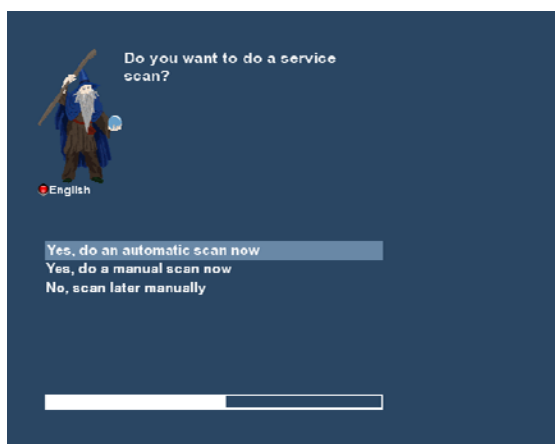 Do you want to do a service
scan?
English
Yes, do an automatic scan now
Yes, do a manual scan now
No, scan later manually